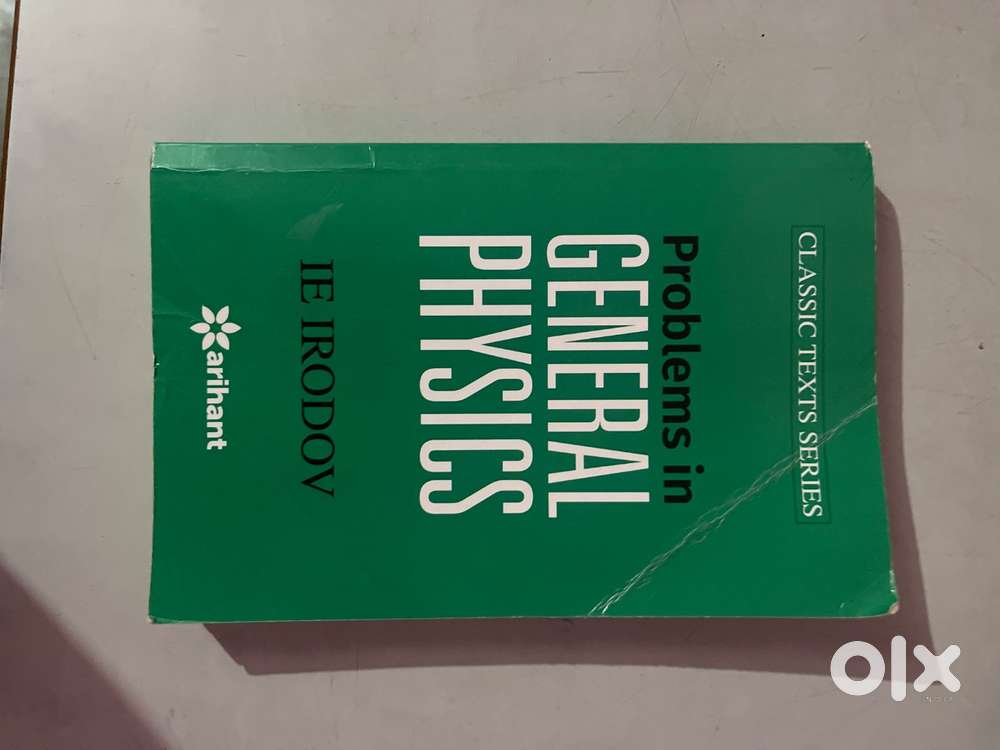 CLASSIC TEXTS SERIES
Problems in
GENERAL
PHYSICS
IE IRODOV
arihant
olx